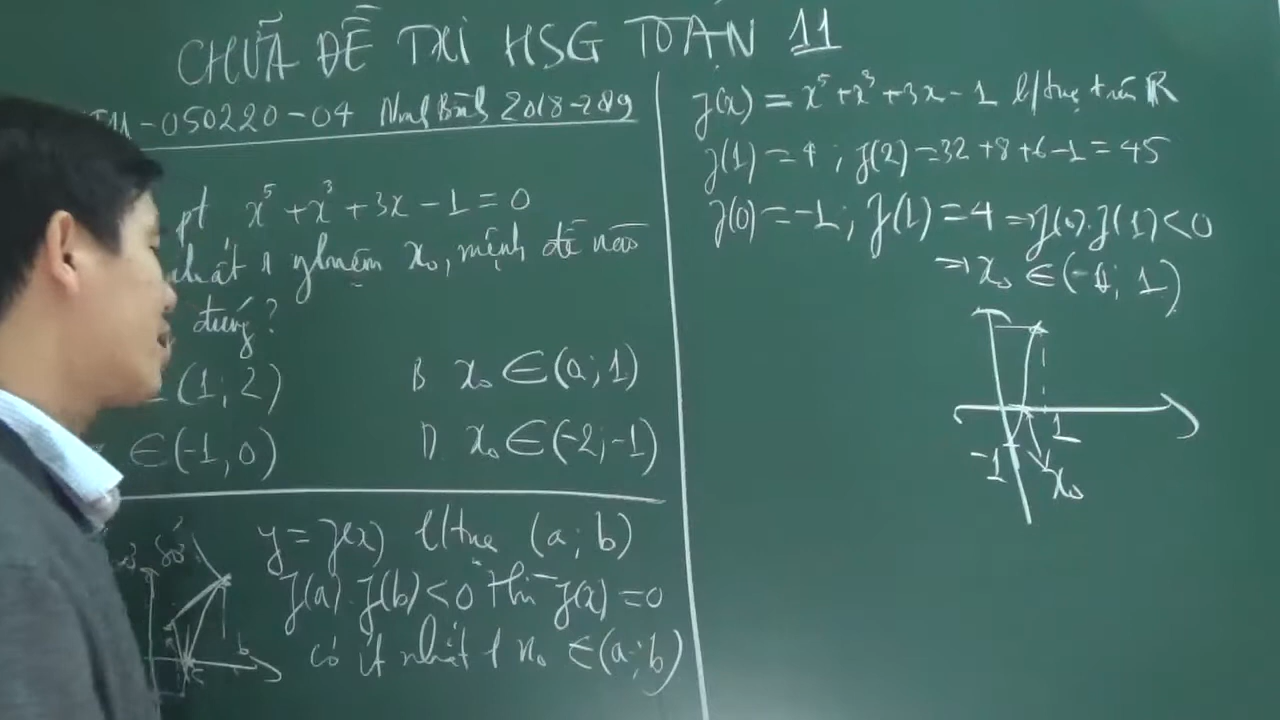 CHỮA ĐỀ THI HSG TOÁN 11
-050220-04 Ninh Bình 2018-2019
pt x⁵ + x³ + 3x - 1 = 0
nhất 1 nghiệm x₀, mệnh đề nào
đúng?
(1; 2)
B x₀ ∈ (0; 1)
∈ (-1, 0)
D x₀ ∈ (-2; -1)
Cơ sở
y = f(x) l/tục (a; b)
f(a).f(b) < 0 thì f(x) = 0
có ít nhất 1 x₀ ∈ (a; b)
b
c
f(x) = x⁵ + x³ + 3x - 1 l/tục trên R
f(1) = 4 ; f(2) = 32 + 8 + 6 - 1 = 45
f(0) = -1 ; f(1) = 4 ⇒ f(0).f(1) < 0
⇒ x₀ ∈ (0; 1)
1
-1
x₀